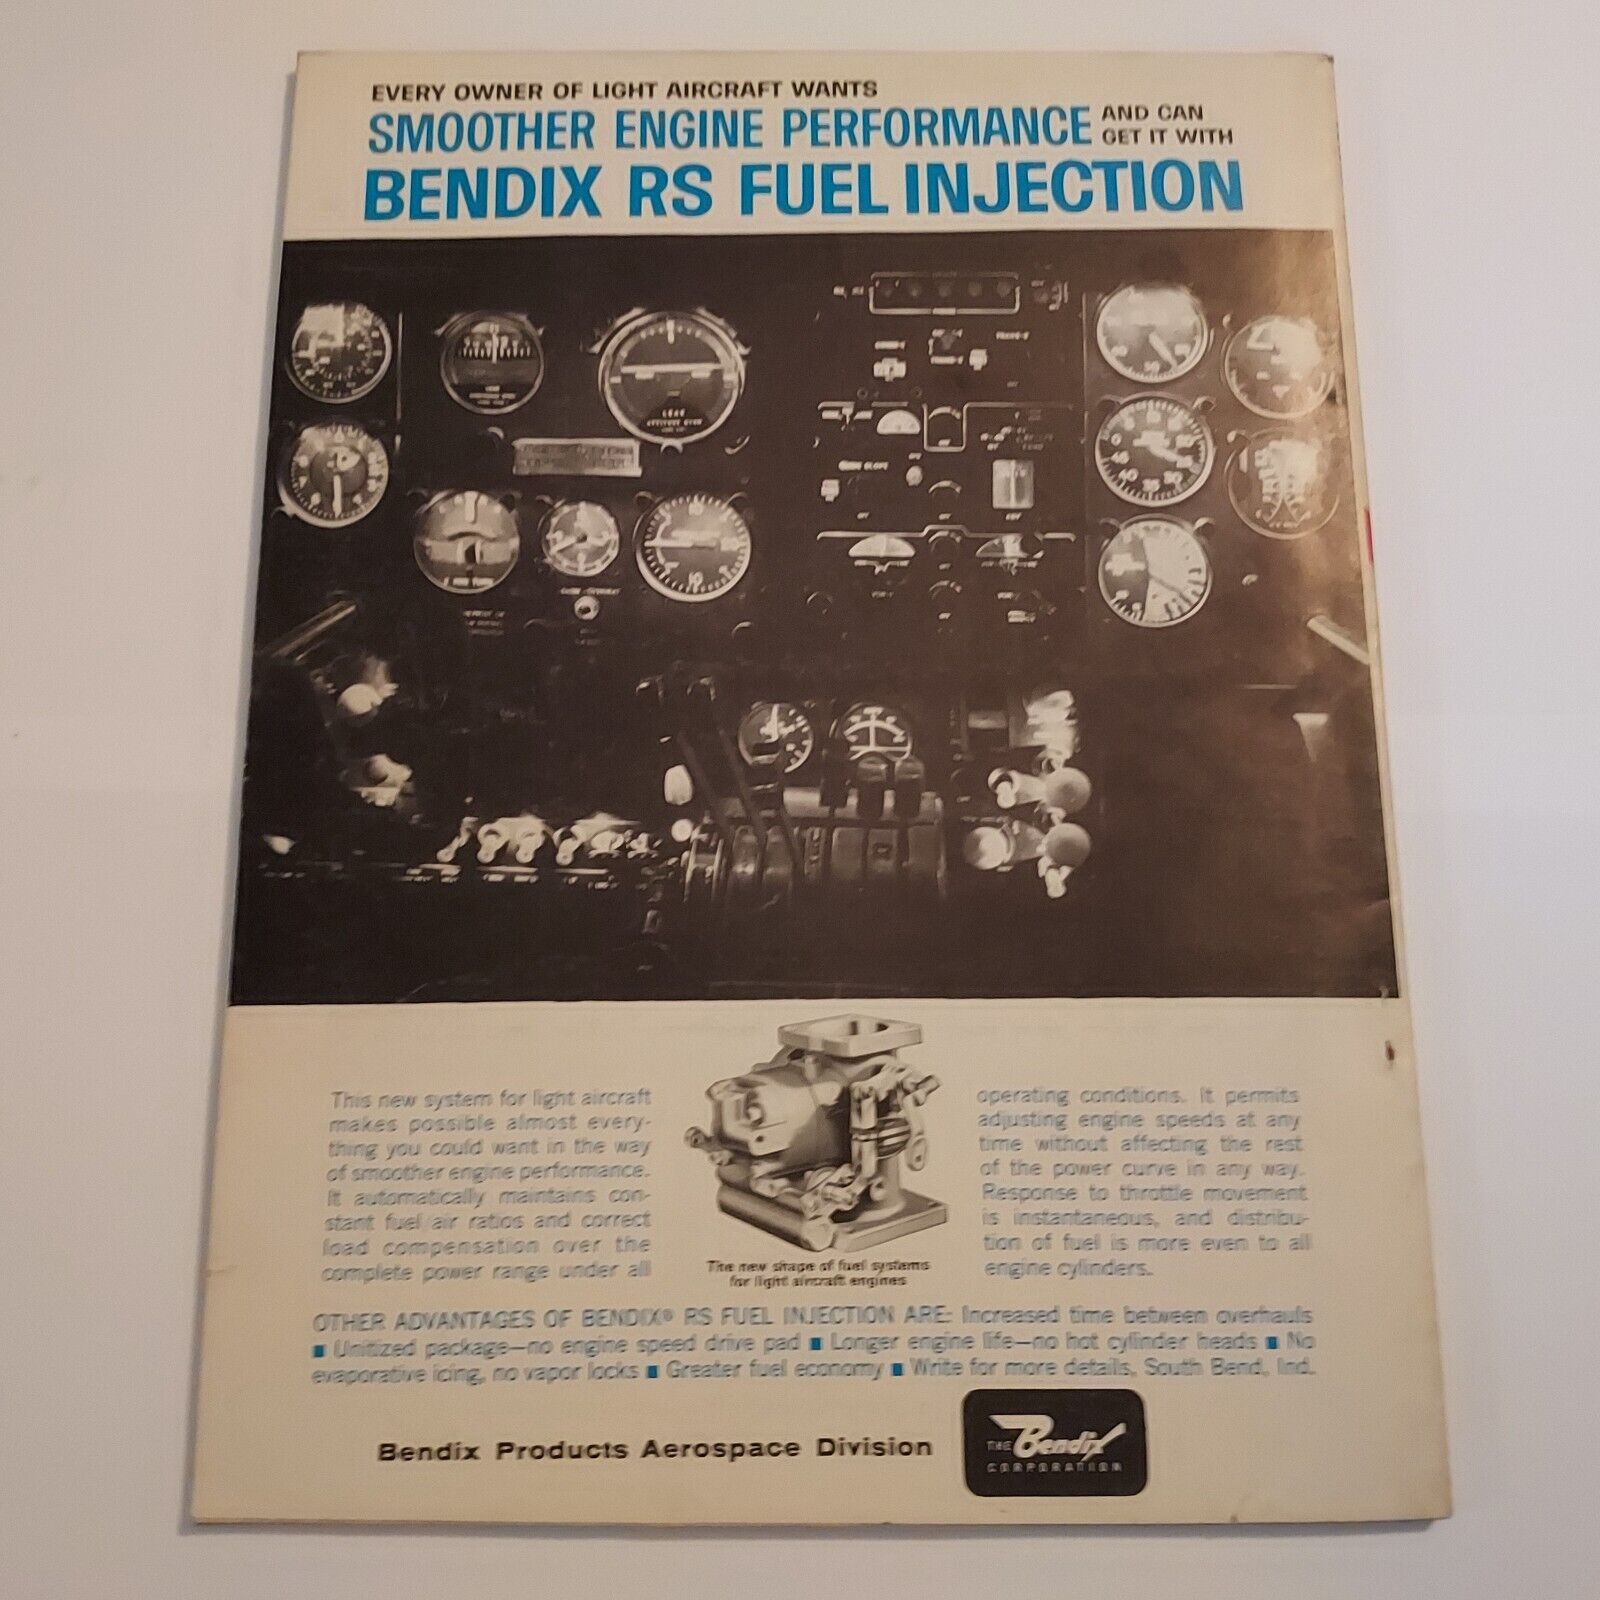 EVERY OWNER OF LIGHT AIRCRAFT WANTS
SMOOTHER ENGINE PERFORMANCE
AND CAN
GET IT WITH
BENDIX RS FUEL INJECTION
This new system for light aircraft
makes possible almost every-
thing you could want in the way
of smoother engine performance.
It automatically maintains con-
stant fuel/air ratios and correct
load compensation over the
complete power range under all
The new shape of fuel systems
for light aircraft engines
operating conditions. It permits
adjusting engine speeds at any
time without affecting the rest
of the power curve in any way.
Response to throttle movement
is instantaneous, and distribu-
tion of fuel is more even to all
engine cylinders.
OTHER ADVANTAGES OF BENDIX® RS FUEL INJECTION ARE: Increased time between overhauls
■ Unitized package—no engine speed drive pad ■ Longer engine life—no hot cylinder heads ■ No
evaporative icing, no vapor locks ■ Greater fuel economy ■ Write for more details, South Bend, Ind.
Bendix Products Aerospace Division
THE Bendix
CORPORATION